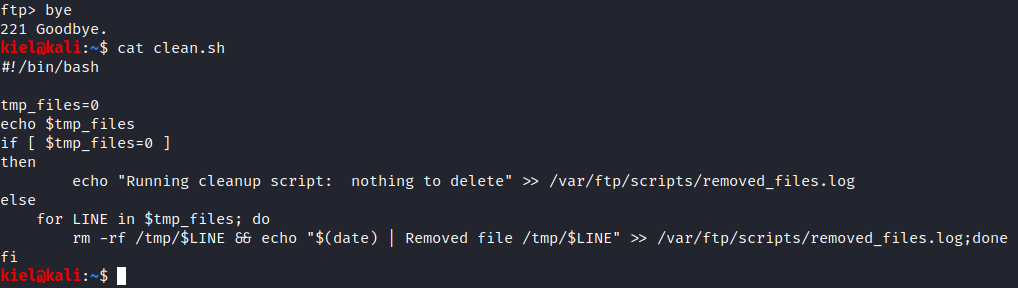 ftp> bye
221 Goodbye.
kiel@kali:~$ cat clean.sh
#!/bin/bash

tmp_files=0
echo $tmp_files
if [ $tmp_files=0 ]
then
        echo "Running cleanup script:  nothing to delete" >> /var/ftp/scripts/removed_files.log
else
    for LINE in $tmp_files; do
        rm -rf /tmp/$LINE && echo "$(date) | Removed file /tmp/$LINE" >> /var/ftp/scripts/removed_files.log;done
fi
kiel@kali:~$